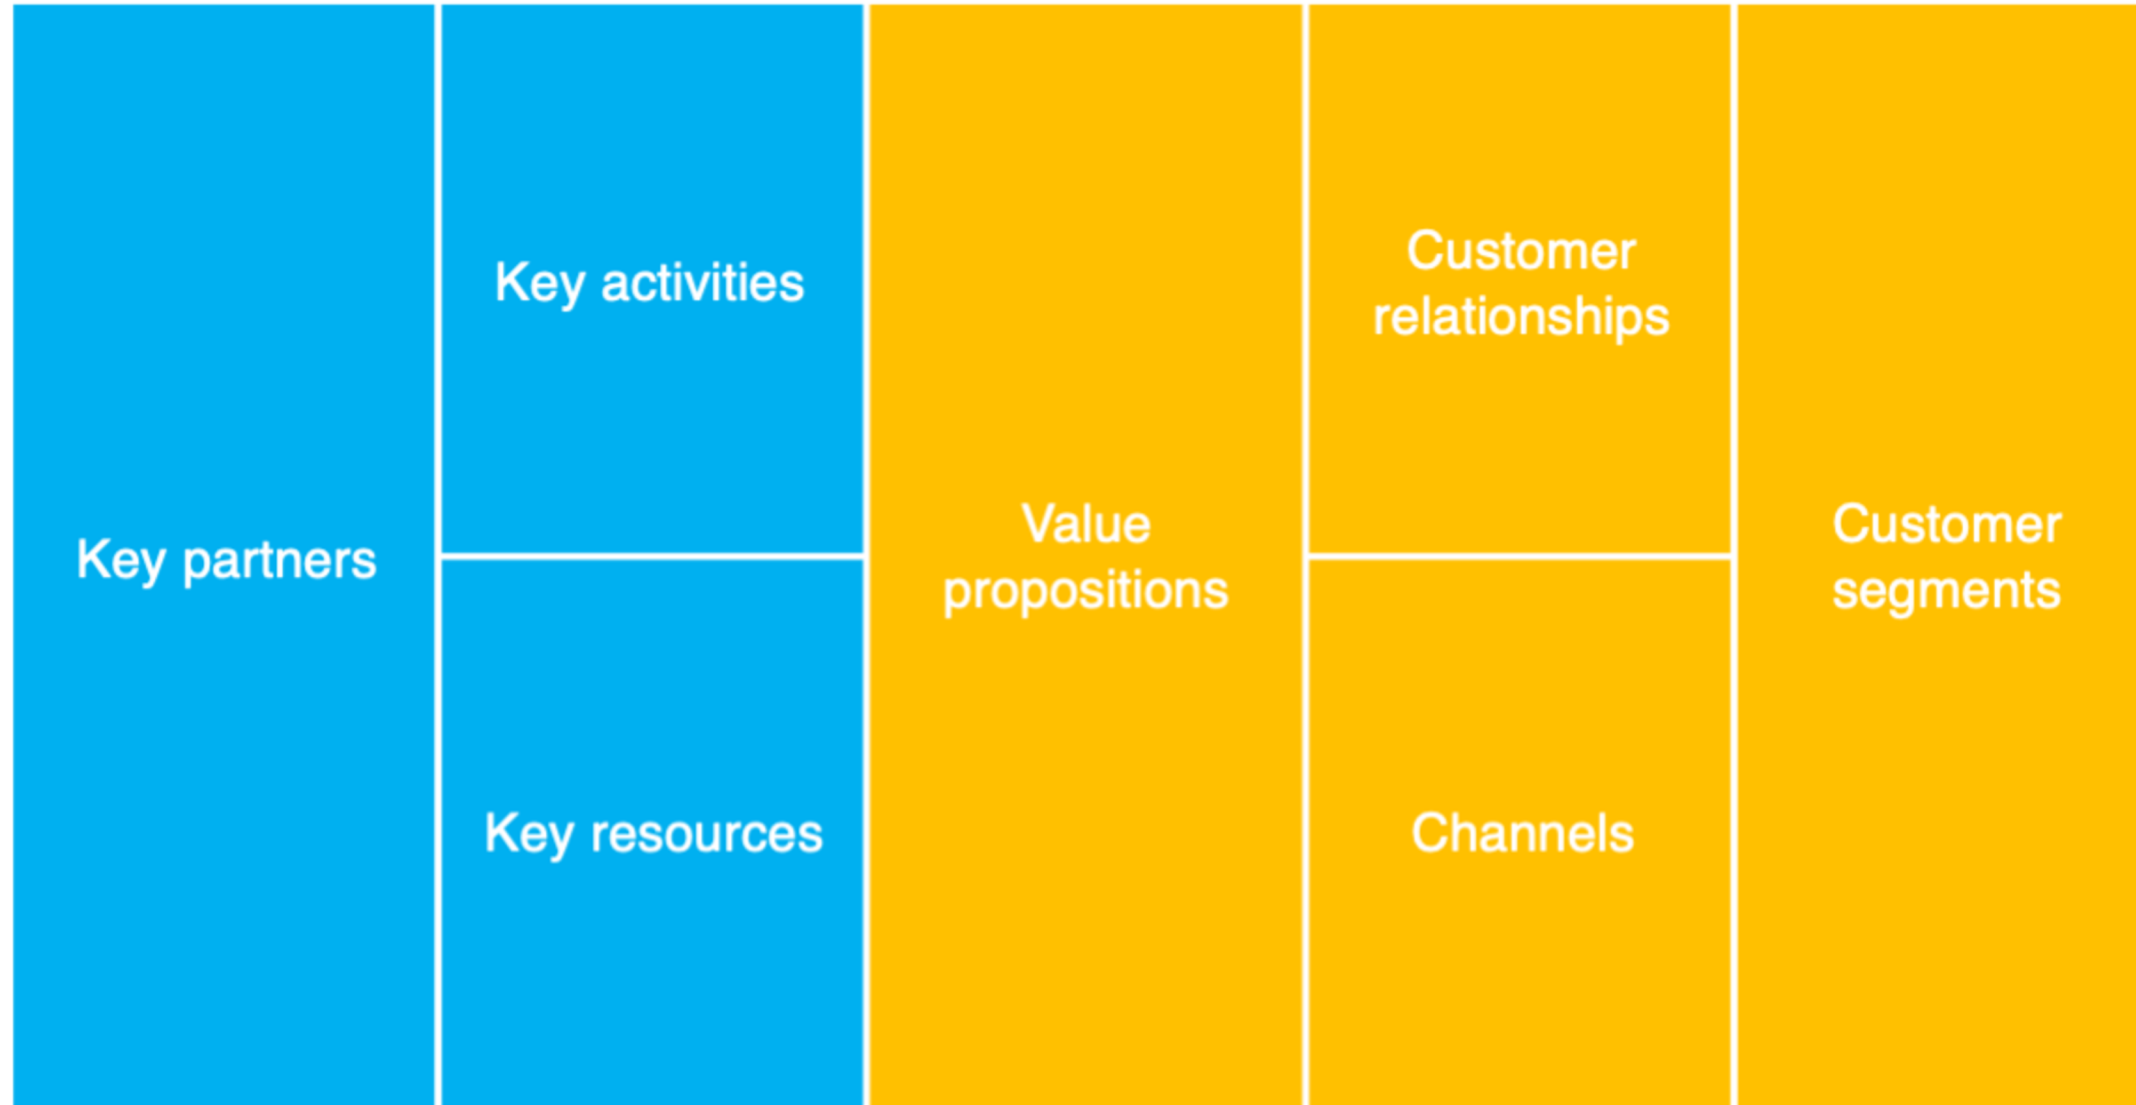 Key partners
Key activities
Key resources
Value
propositions
Customer
relationships
Channels
Customer
segments